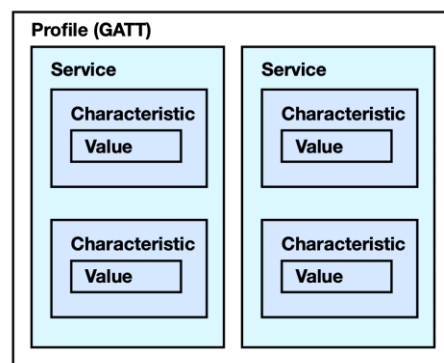 Profile (GATT)
Service
Characteristic
Value
Characteristic
Value
Service
Characteristic
Value
Characteristic
Value